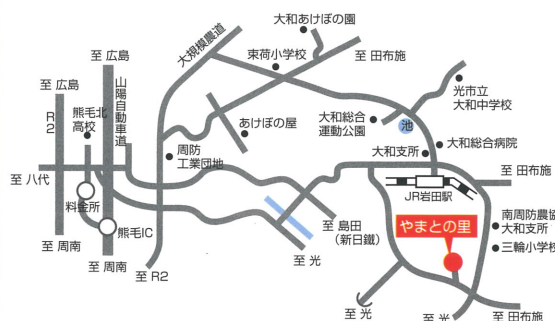 大和あけぼの園
大規模農道
束荷小学校
至 田布施
至 広島
至 広島
山陽自動車道
R2
熊毛北
高校
光市立
大和中学校
大和総合
運動公園
池
あけぼの屋
周防
工業団地
大和支所
大和総合病院
至 八代
料金所
至 田布施
JR岩田駅
熊毛IC
至 周南
至 周南
至 R2
至 島田
(新日鐵)
至 光
やまとの里
南周防農協
大和支所
三輪小学校
至 光
至 光
至 田布施